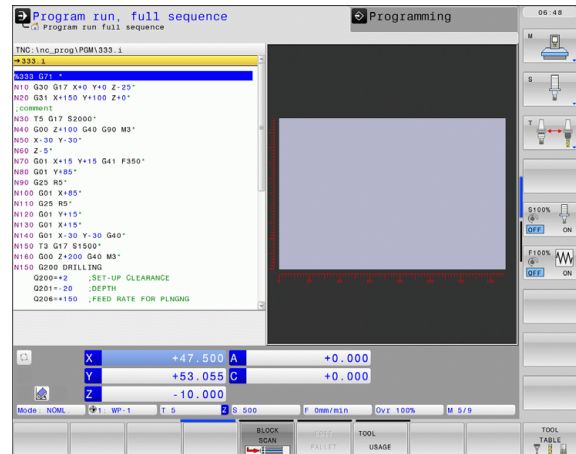 Program run, full sequence
Program run full sequence
Programming
06:48
TNC:\nc_prog\PGM\333.i
→333.i
%333 G71 *
N10 G30 G17 X+0 Y+0 Z-25*
N20 G31 X+150 Y+100 Z+0*
;comment
N30 T5 G17 S2000*
N40 G00 Z+100 G40 G90 M3*
N50 X-30 Y-30*
N60 Z-5*
N70 G01 X+15 Y+15 G41 F350*
N80 G01 Y+85*
N90 G25 R5*
N100 G01 X+85*
N110 G25 R5*
N120 G01 Y+15*
N130 G01 X+15*
N140 G01 X-30 Y-30 G40*
N150 T3 G17 S1500*
N160 G00 Z+200 G40 M3*
N150 G200 DRILLING
Q200=+2 ;SET-UP CLEARANCE
Q201=-20 ;DEPTH
Q206=+150 ;FEED RATE FOR PLNGNG
M
S
T
S100%
OFF ON
F100%
OFF ON
X +47.500 A +0.000
Y +53.055 C +0.000
Z -10.000
Mode: NOML. 1: WP-1 T 5 Z S 500 F 0mm/min Ovr 100% M 5/9
BLOCK SCAN
PALLET
TOOL USAGE
TOOL TABLE